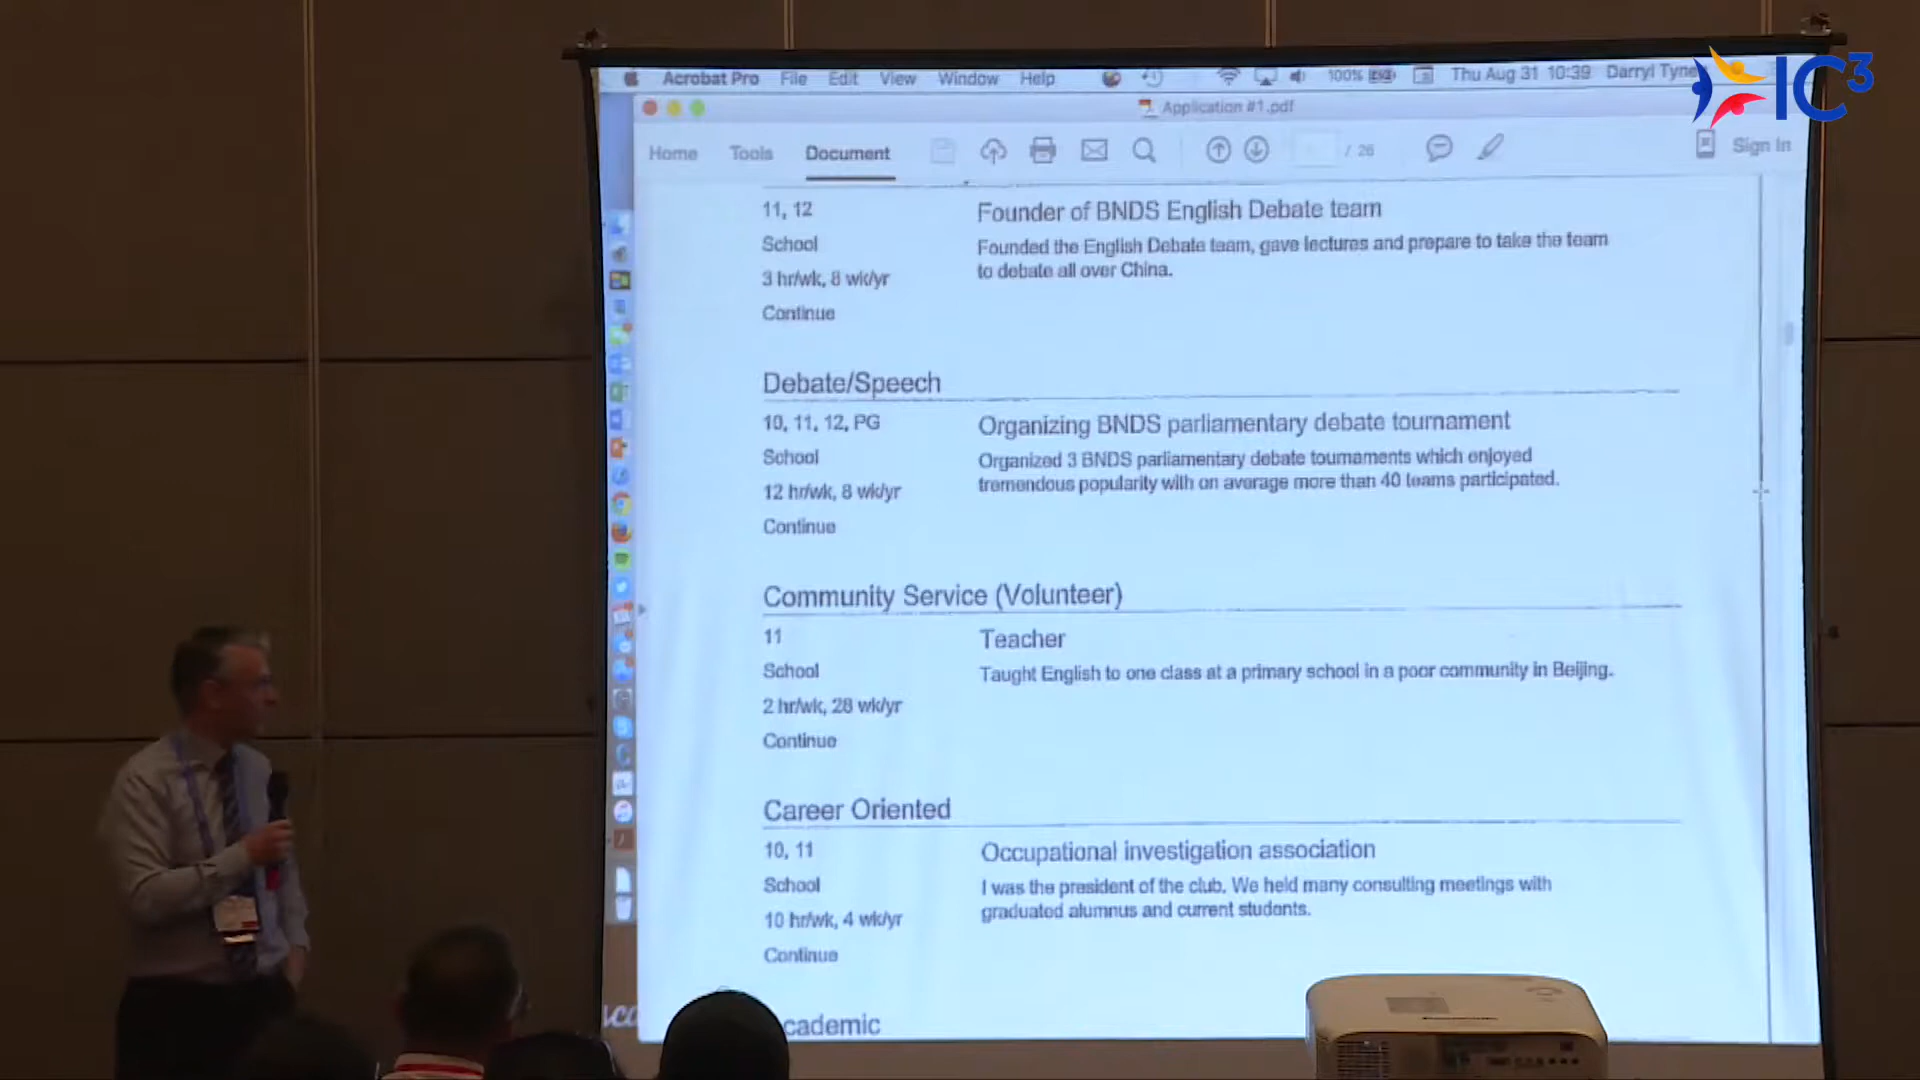 Acrobat Pro File Edit View Window Help 100% Thu Aug 31 10:39 Darryl Tyne
IC3
Application #1.pdf
Home Tools Document / 26 Sign In
11, 12 Founder of BNDS English Debate team
School Founded the English Debate team, gave lectures and prepare to take the team
to debate all over China.
3 hr/wk, 8 wk/yr
Continue
Debate/Speech
10, 11, 12, PG Organizing BNDS parliamentary debate tournament
School Organized 3 BNDS parliamentary debate tournaments which enjoyed
tremendous popularity with on average more than 40 teams participated.
12 hr/wk, 8 wk/yr
Continue
Community Service (Volunteer)
11 Teacher
School Taught English to one class at a primary school in a poor community in Beijing.
2 hr/wk, 28 wk/yr
Continue
Career Oriented
10, 11 Occupational investigation association
School I was the president of the club. We held many consulting meetings with
graduated alumnus and current students.
10 hr/wk, 4 wk/yr
Continue
cademic